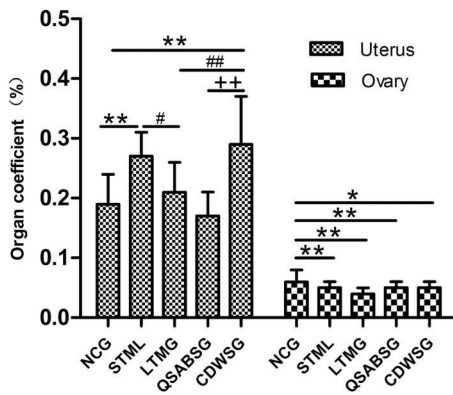 0.5
0.4
0.3
0.2
0.1
0.0
Organ coefficient (%)
**
##
++
**
#
Uterus
Ovary
*
**
**
**
NCG
STML
LTMG
QSABSG
CDWSG
NCG
STML
LTMG
QSABSG
CDWSG